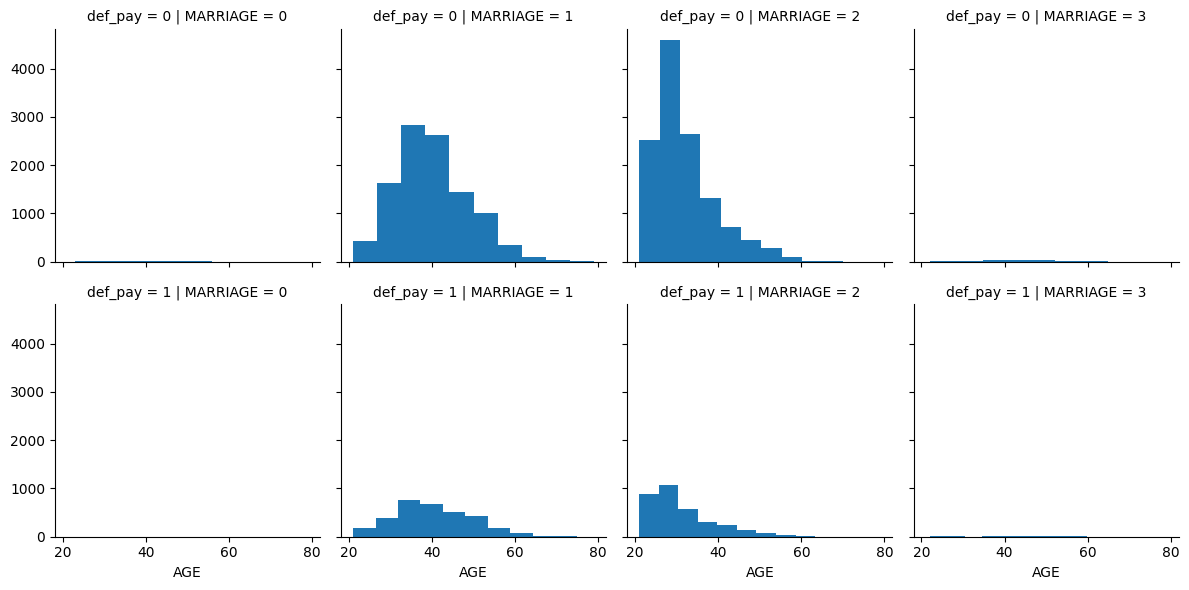 def_pay = 0 | MARRIAGE = 0
def_pay = 0 | MARRIAGE = 1
def_pay = 0 | MARRIAGE = 2
def_pay = 0 | MARRIAGE = 3
4000
3000
2000
1000
0
def_pay = 1 | MARRIAGE = 0
def_pay = 1 | MARRIAGE = 1
def_pay = 1 | MARRIAGE = 2
def_pay = 1 | MARRIAGE = 3
4000
3000
2000
1000
0
20 40 60 80
20 40 60 80
20 40 60 80
20 40 60 80
AGE
AGE
AGE
AGE